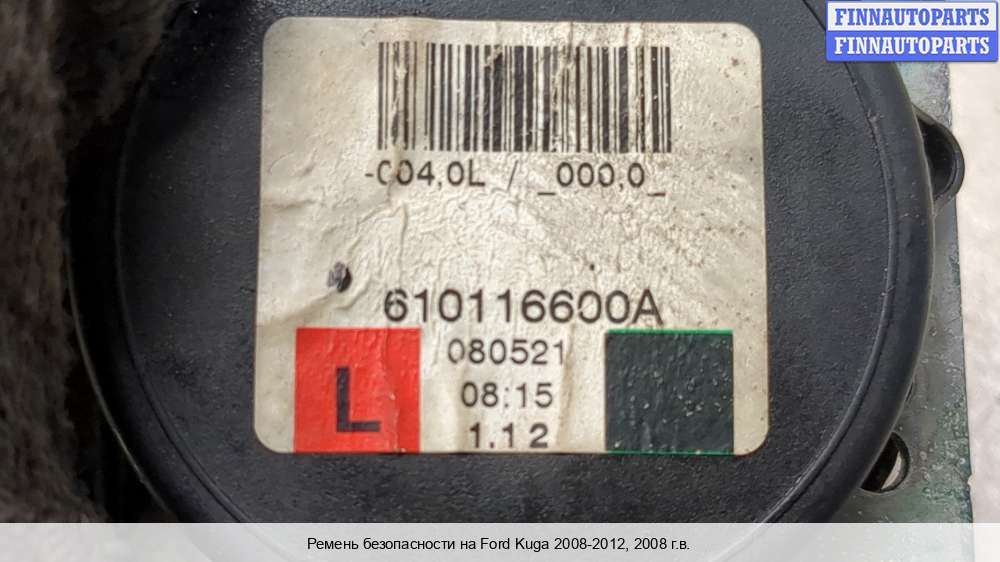 FINNAUTOPARTS
FINNAUTOPARTS
-004,0L / _000,0_
610116600A
080521
L
08:15
1.12
Ремень безопасности на Ford Kuga 2008-2012, 2008 г.в.